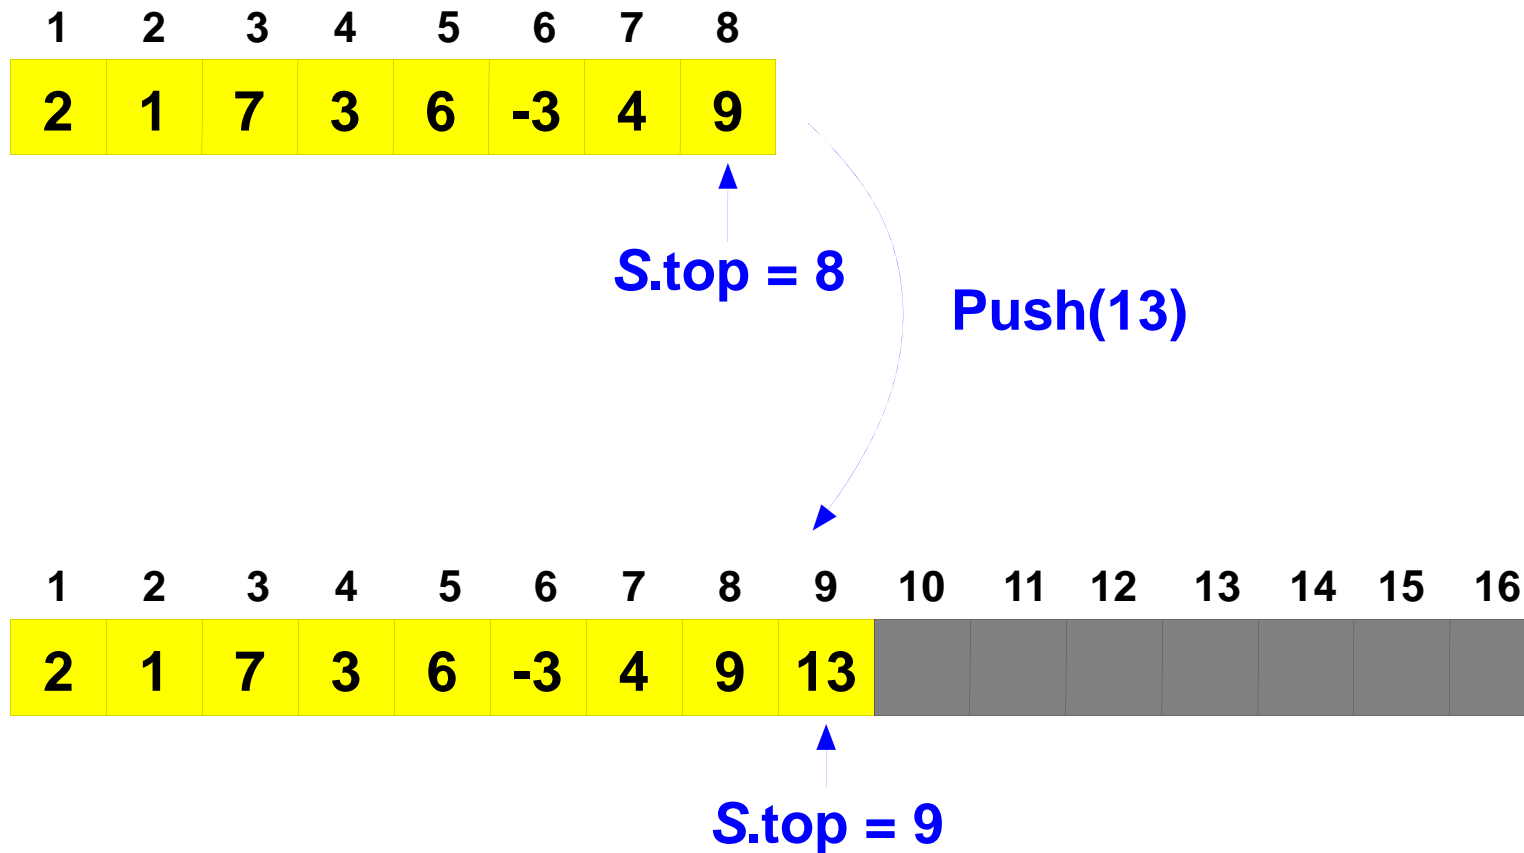 1 2 3 4 5 6 7 8
2 1 7 3 6 -3 4 9
S.top = 8
Push(13)
1 2 3 4 5 6 7 8 9 10 11 12 13 14 15 16
2 1 7 3 6 -3 4 9 13
S.top = 9